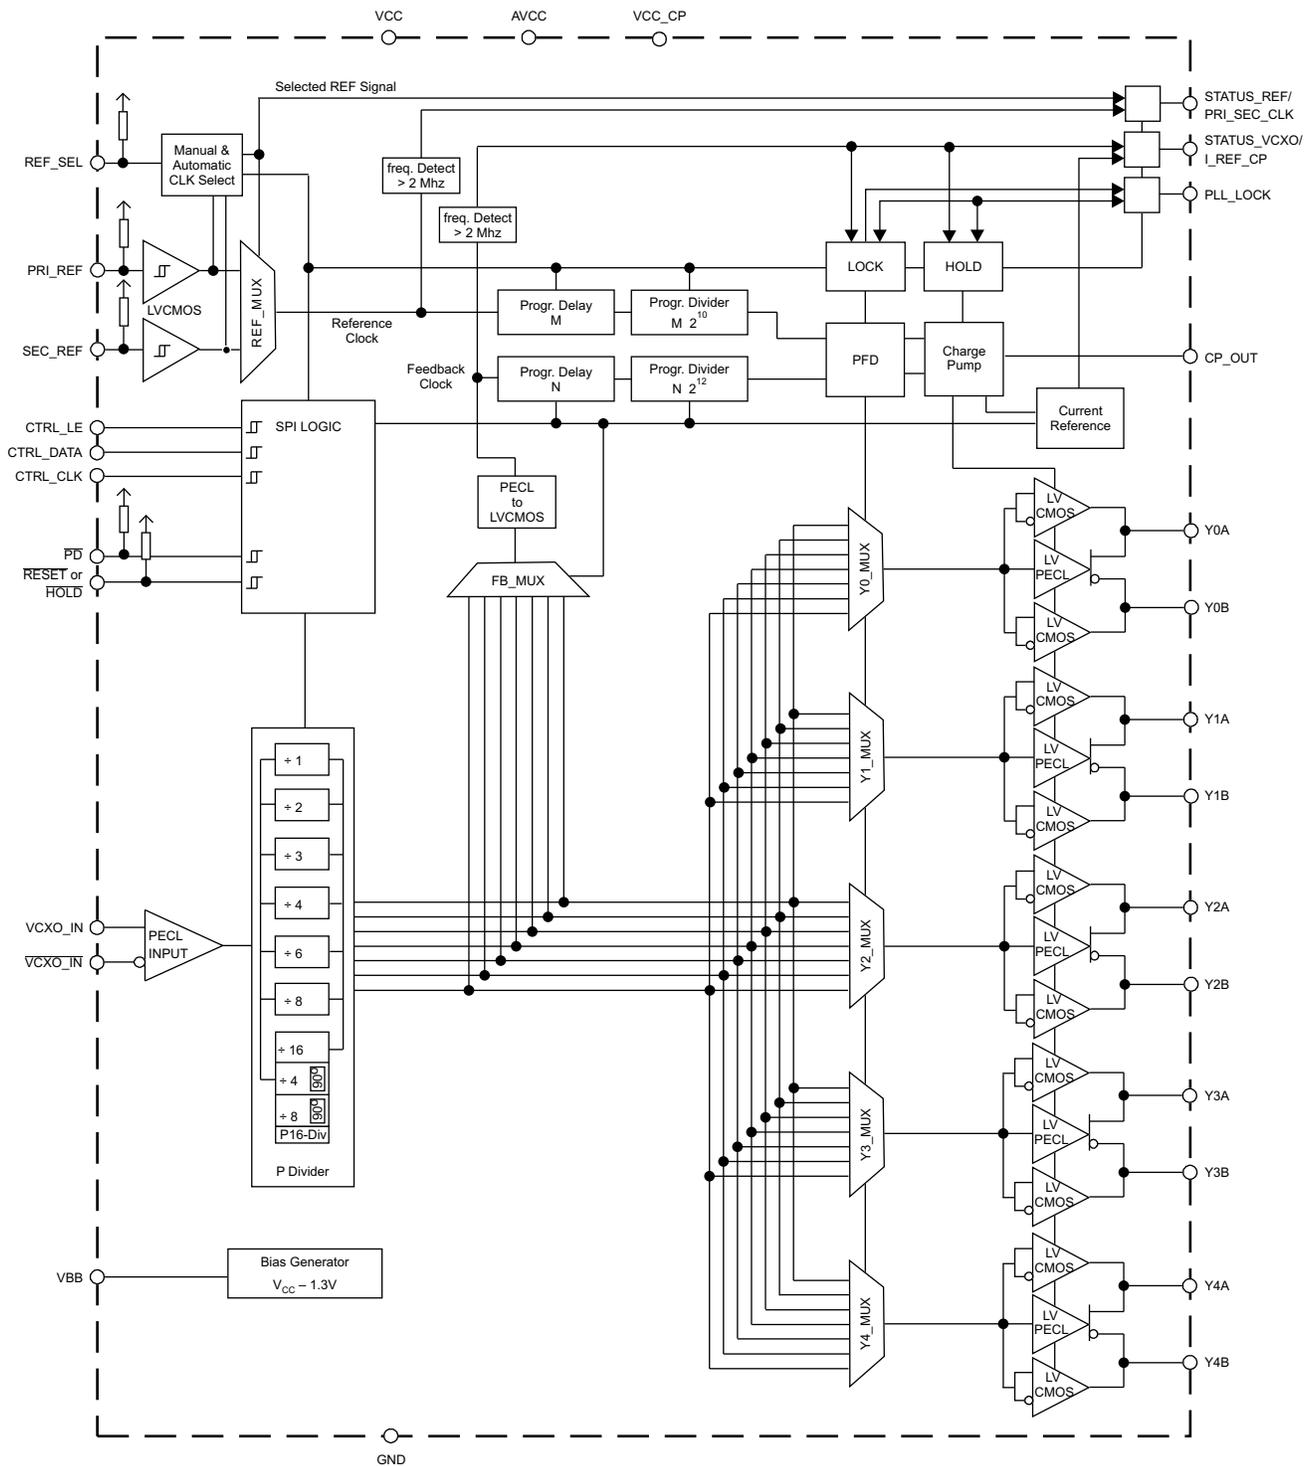 VCC
AVCC
VCC_CP
Selected REF Signal
STATUS_REF/
PRI_SEC_CLK
REF_SEL
Manual &
Automatic
CLK Select
freq. Detect
> 2 Mhz
STATUS_VCXO/
I_REF_CP
PLL_LOCK
freq. Detect
> 2 Mhz
PRI_REF
LVCMOS
REF_MUX
LOCK
HOLD
Reference
Clock
Progr. Delay
M
Progr. Divider
M 2^10
SEC_REF
PFD
Charge
Pump
CP_OUT
Feedback
Clock
Progr. Delay
N
Progr. Divider
N 2^12
Current
Reference
CTRL_LE
CTRL_DATA
CTRL_CLK
SPI LOGIC
PD
RESET or
HOLD
PECL
to
LVCMOS
FB_MUX
Y0_MUX
LV
CMOS
LV
PECL
LV
CMOS
Y0A
Y0B
Y1_MUX
LV
CMOS
LV
PECL
LV
CMOS
Y1A
Y1B
÷ 1
÷ 2
÷ 3
÷ 4
÷ 6
÷ 8
÷ 16
÷ 4 90°
÷ 8 90°
P16-Div
P Divider
VCXO_IN
VCXO_IN
PECL
INPUT
Y2_MUX
LV
CMOS
LV
PECL
LV
CMOS
Y2A
Y2B
Y3_MUX
LV
CMOS
LV
PECL
LV
CMOS
Y3A
Y3B
VBB
Bias Generator
VCC – 1.3V
Y4_MUX
LV
CMOS
LV
PECL
LV
CMOS
Y4A
Y4B
GND